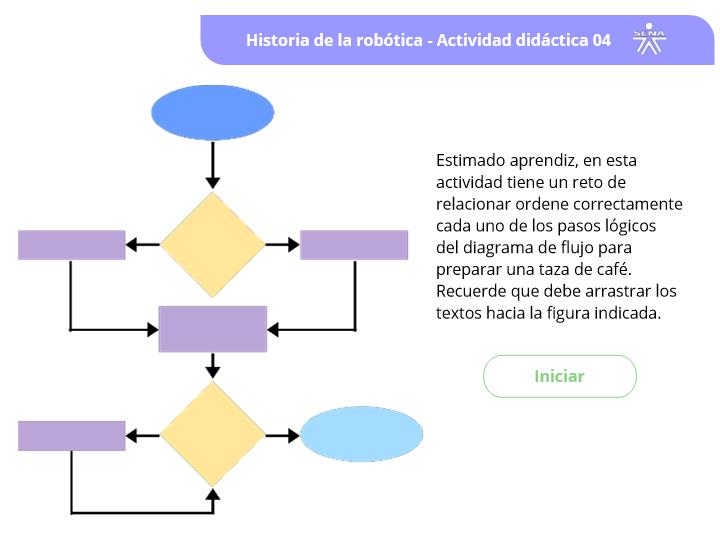 Historia de la robótica - Actividad didáctica 04
SENA
Estimado aprendiz, en esta
actividad tiene un reto de
relacionar ordene correctamente
cada uno de los pasos lógicos
del diagrama de flujo para
preparar una taza de café.
Recuerde que debe arrastrar los
textos hacia la figura indicada.
Iniciar